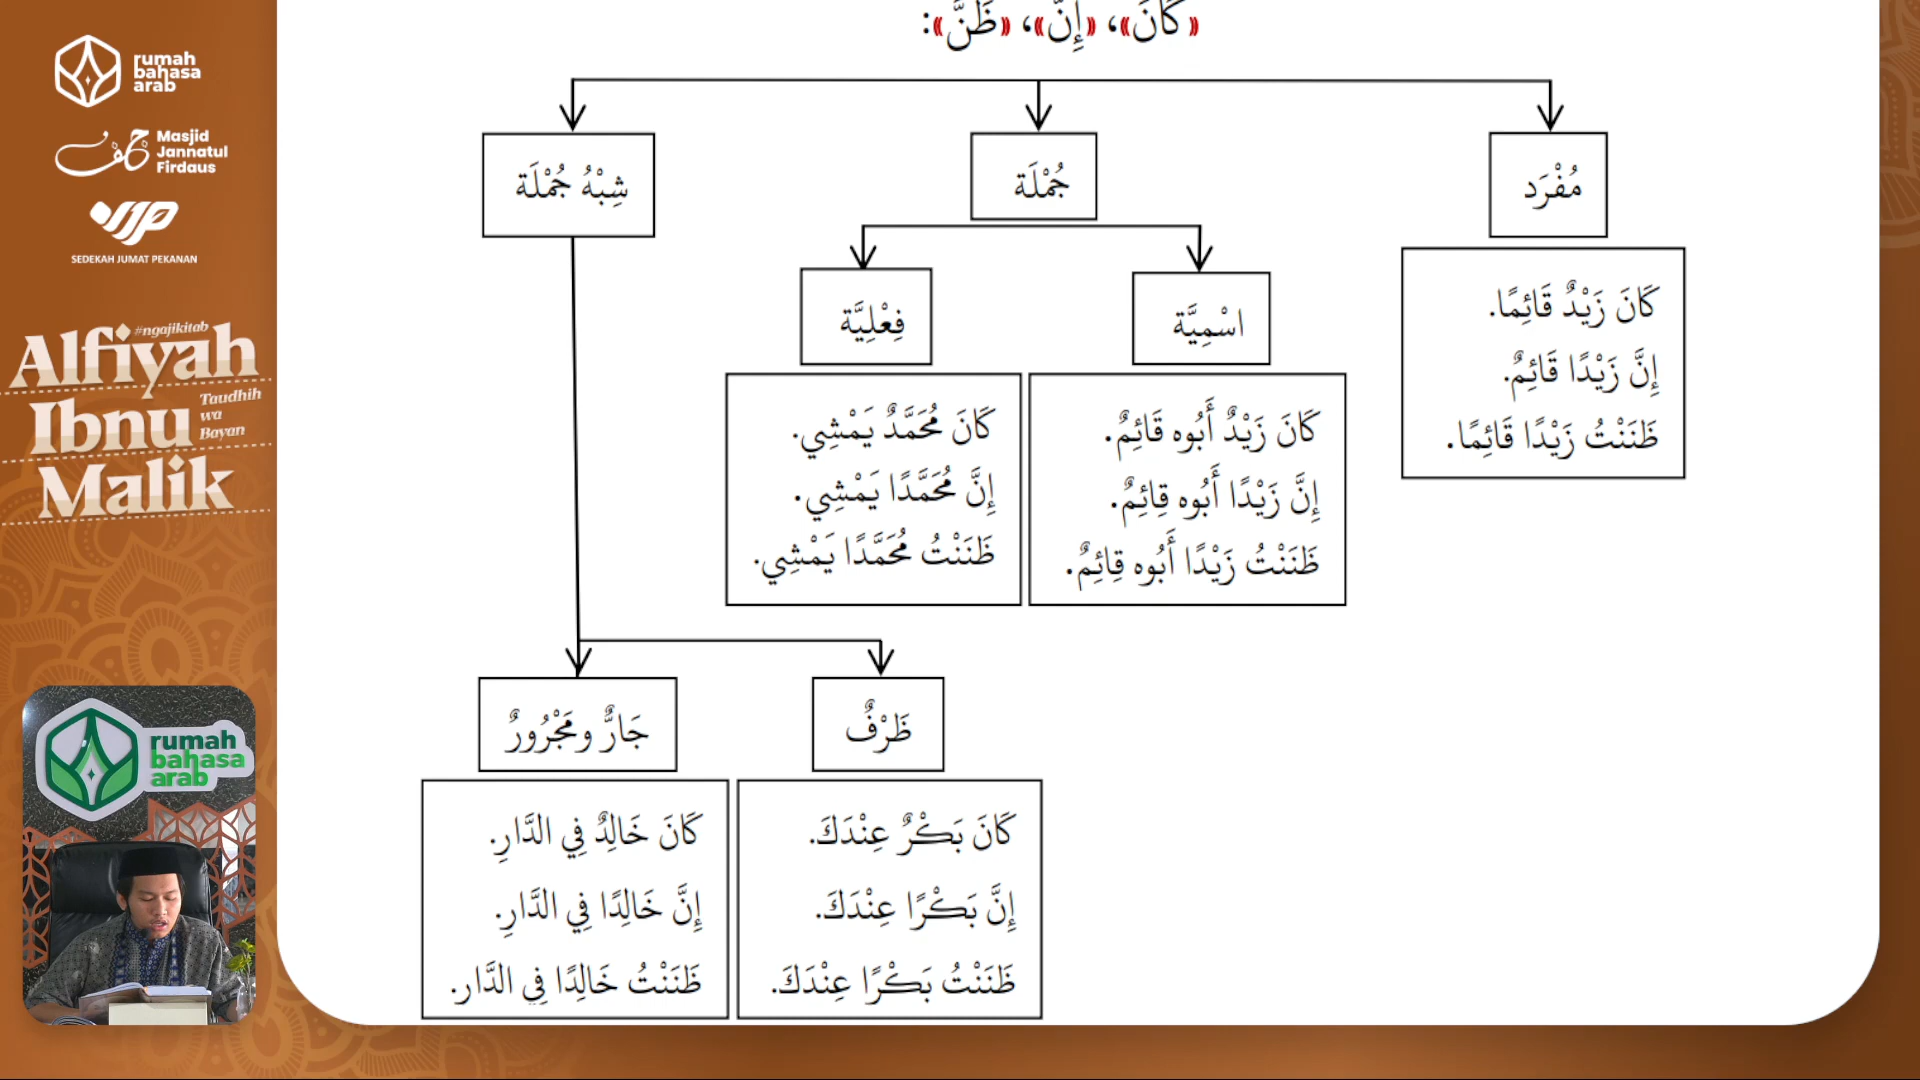 rumah
bahasa
arab
Masjid
Jannatul
Firdaus
VIP
SEDEKAH JUMAT PEKANAN
#ngajikitab
Alfiyah
Ibnu
Taudhih
wa
Bayan
Malik
rumah
bahasa
arab
«كَانَ»، «إِنَّ»، «ظَنَّ»:
مُفْرَد
كَانَ زَيْدٌ قَائِمًا.
إِنَّ زَيْدًا قَائِمٌ.
ظَنَنْتُ زَيْدًا قَائِمًا.
جُمْلَة
اسْمِيَّة
كَانَ زَيْدٌ أَبُوه قَائِمٌ.
إِنَّ زَيْدًا أَبُوه قِائِمٌ.
ظَنَنْتُ زَيْدًا أَبُوه قِائِمٌ.
فِعْلِيَّة
كَانَ مُحَمَّدٌ يَمْشِي.
إِنَّ مُحَمَّدًا يَمْشِي.
ظَنَنْتُ مُحَمَّدًا يَمْشِي.
شِبْهُ جُمْلَة
ظَرْفٌ
كَانَ بَكْرٌ عِنْدَكَ.
إِنَّ بَكْرًا عِنْدَكَ.
ظَنَنْتُ بَكْرًا عِنْدَكَ.
جَارٌّ ومَجْرُورٌ
كَانَ خَالِدٌ فِي الدَّارِ.
إِنَّ خَالِدًا فِي الدَّارِ.
ظَنَنْتُ خَالِدًا فِي الدَّار.